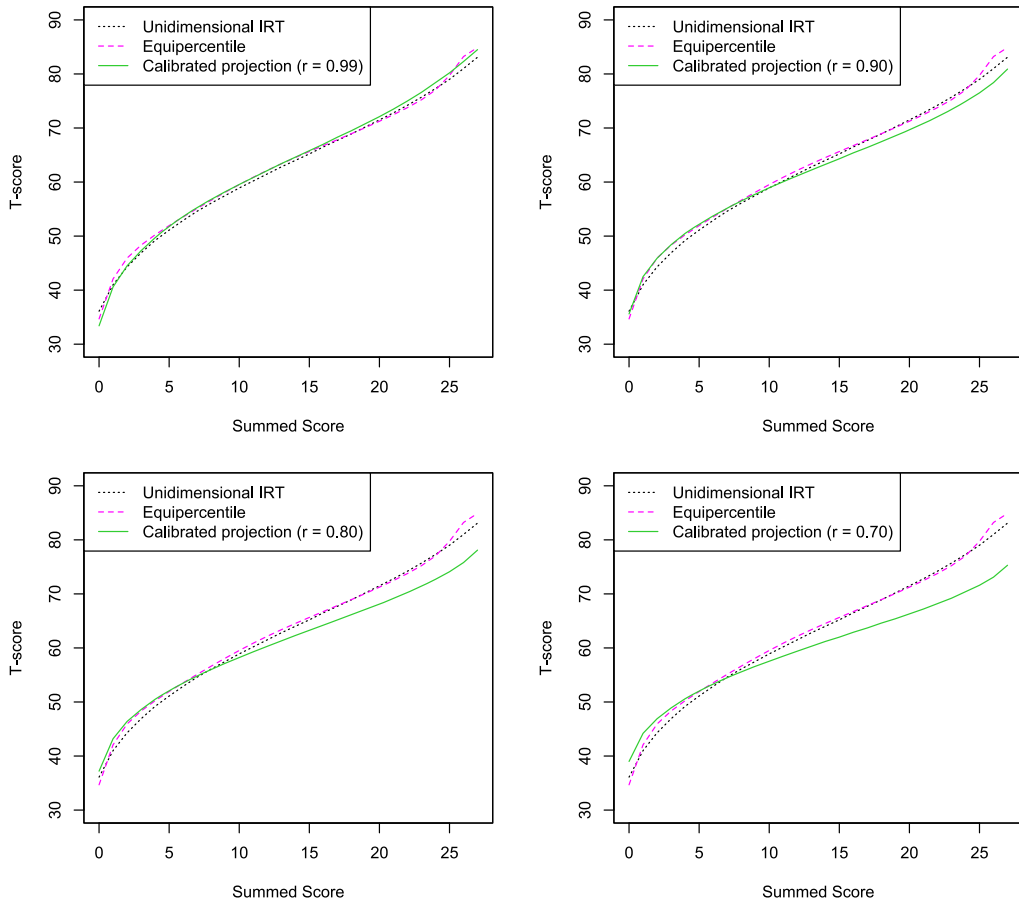 Unidimensional IRT
Equipercentile
Calibrated projection (r = 0.99)
90
80
70
60
50
40
30
T-score
0 5 10 15 20 25
Summed Score
Unidimensional IRT
Equipercentile
Calibrated projection (r = 0.90)
90
80
70
60
50
40
30
T-score
0 5 10 15 20 25
Summed Score
Unidimensional IRT
Equipercentile
Calibrated projection (r = 0.80)
90
80
70
60
50
40
30
T-score
0 5 10 15 20 25
Summed Score
Unidimensional IRT
Equipercentile
Calibrated projection (r = 0.70)
90
80
70
60
50
40
30
T-score
0 5 10 15 20 25
Summed Score